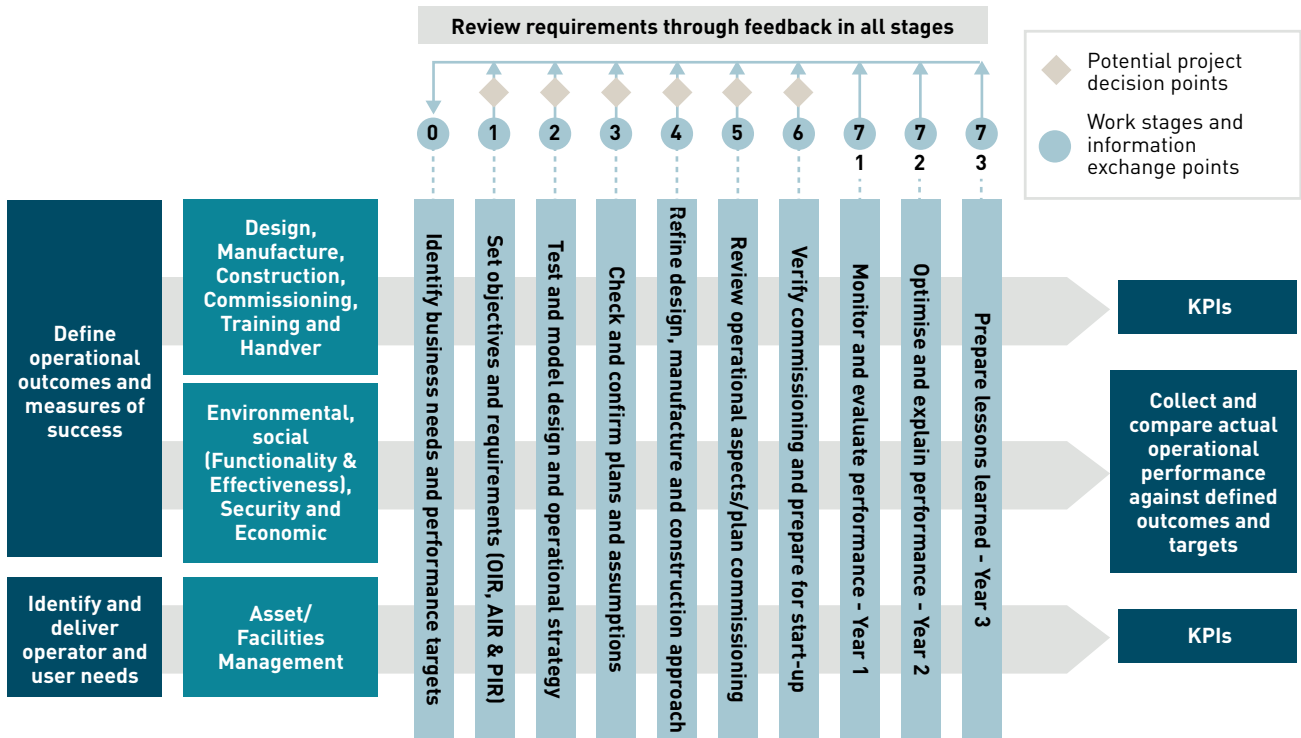 Review requirements through feedback in all stages
Potential project
decision points
Work stages and
information
exchange points
0
1
2
3
4
5
6
7
7
7
1
2
3
Define
operational
outcomes and
measures of
success
Identify and
deliver
operator and
user needs
Design,
Manufacture,
Construction,
Commissioning,
Training and
Handver
Environmental,
social
(Functionality &
Effectiveness),
Security and
Economic
Asset/
Facilities
Management
Identify business needs and performance targets
Set objectives and requirements (OIR, AIR & PIR)
Test and model design and operational strategy
Check and confirm plans and assumptions
Refine design, manufacture and construction approach
Review operational aspects/plan commissioning
Verify commissioning and prepare for start-up
Monitor and evaluate performance – Year 1
Optimise and explain performance – Year 2
Prepare lessons learned – Year 3
KPIs
Collect and
compare actual
operational
performance
against defined
outcomes and
targets
KPIs